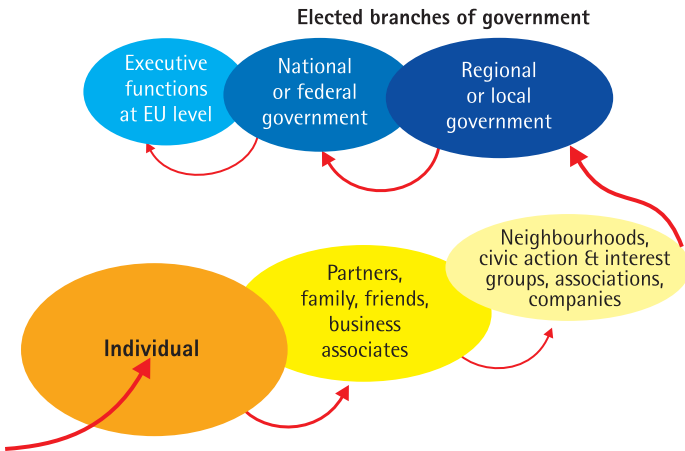 Elected branches of government
Executive
functions
at EU level
National
or federal
government
Regional
or local
government
Neighbourhoods,
civic action & interest
groups, associations,
companies
Partners,
family, friends,
business
associates
Individual